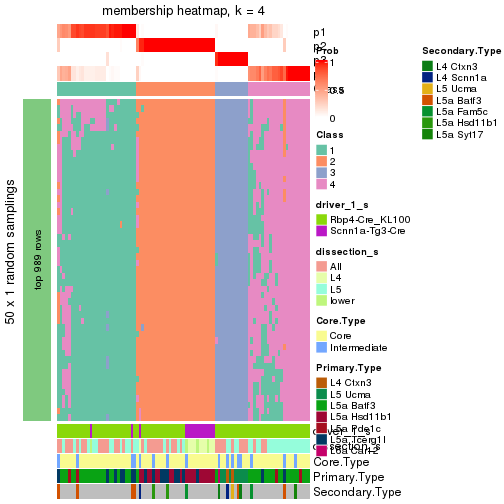 membership heatmap, k = 4
p1
p2
p3
Prob
1
0.5
0
Class
1
2
3
4
driver_1_s
Rbp4-Cre_KL100
Scnn1a-Tg3-Cre
dissection_s
All
L4
L5
lower
Core.Type
Core
Intermediate
Primary.Type
L4 Ctxn3
L5 Ucma
L5a Batf3
L5a Hsd11b1
L5a Pde1c
L5a Tcerg1l
Secondary.Type
L4 Ctxn3
L4 Scnn1a
L5 Ucma
L5a Batf3
L5a Fam5c
L5a Hsd11b1
L5a Syt17
50 x 1 random samplings
top 989 rows
Core.Type
Primary.Type
Secondary.Type